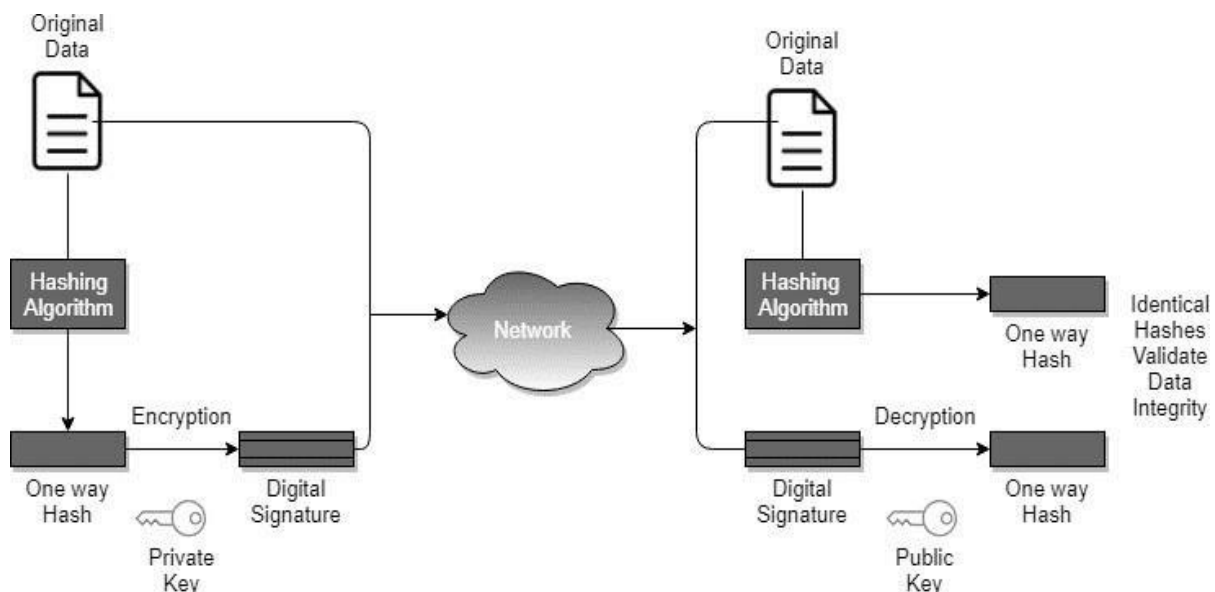 Original
Data
Hashing
Algorithm
Encryption
One way
Hash
Private
Key
Digital
Signature
Network
Original
Data
Hashing
Algorithm
One way
Hash
Identical
Hashes
Validate
Data
Integrity
Decryption
Digital
Signature
Public
Key
One way
Hash